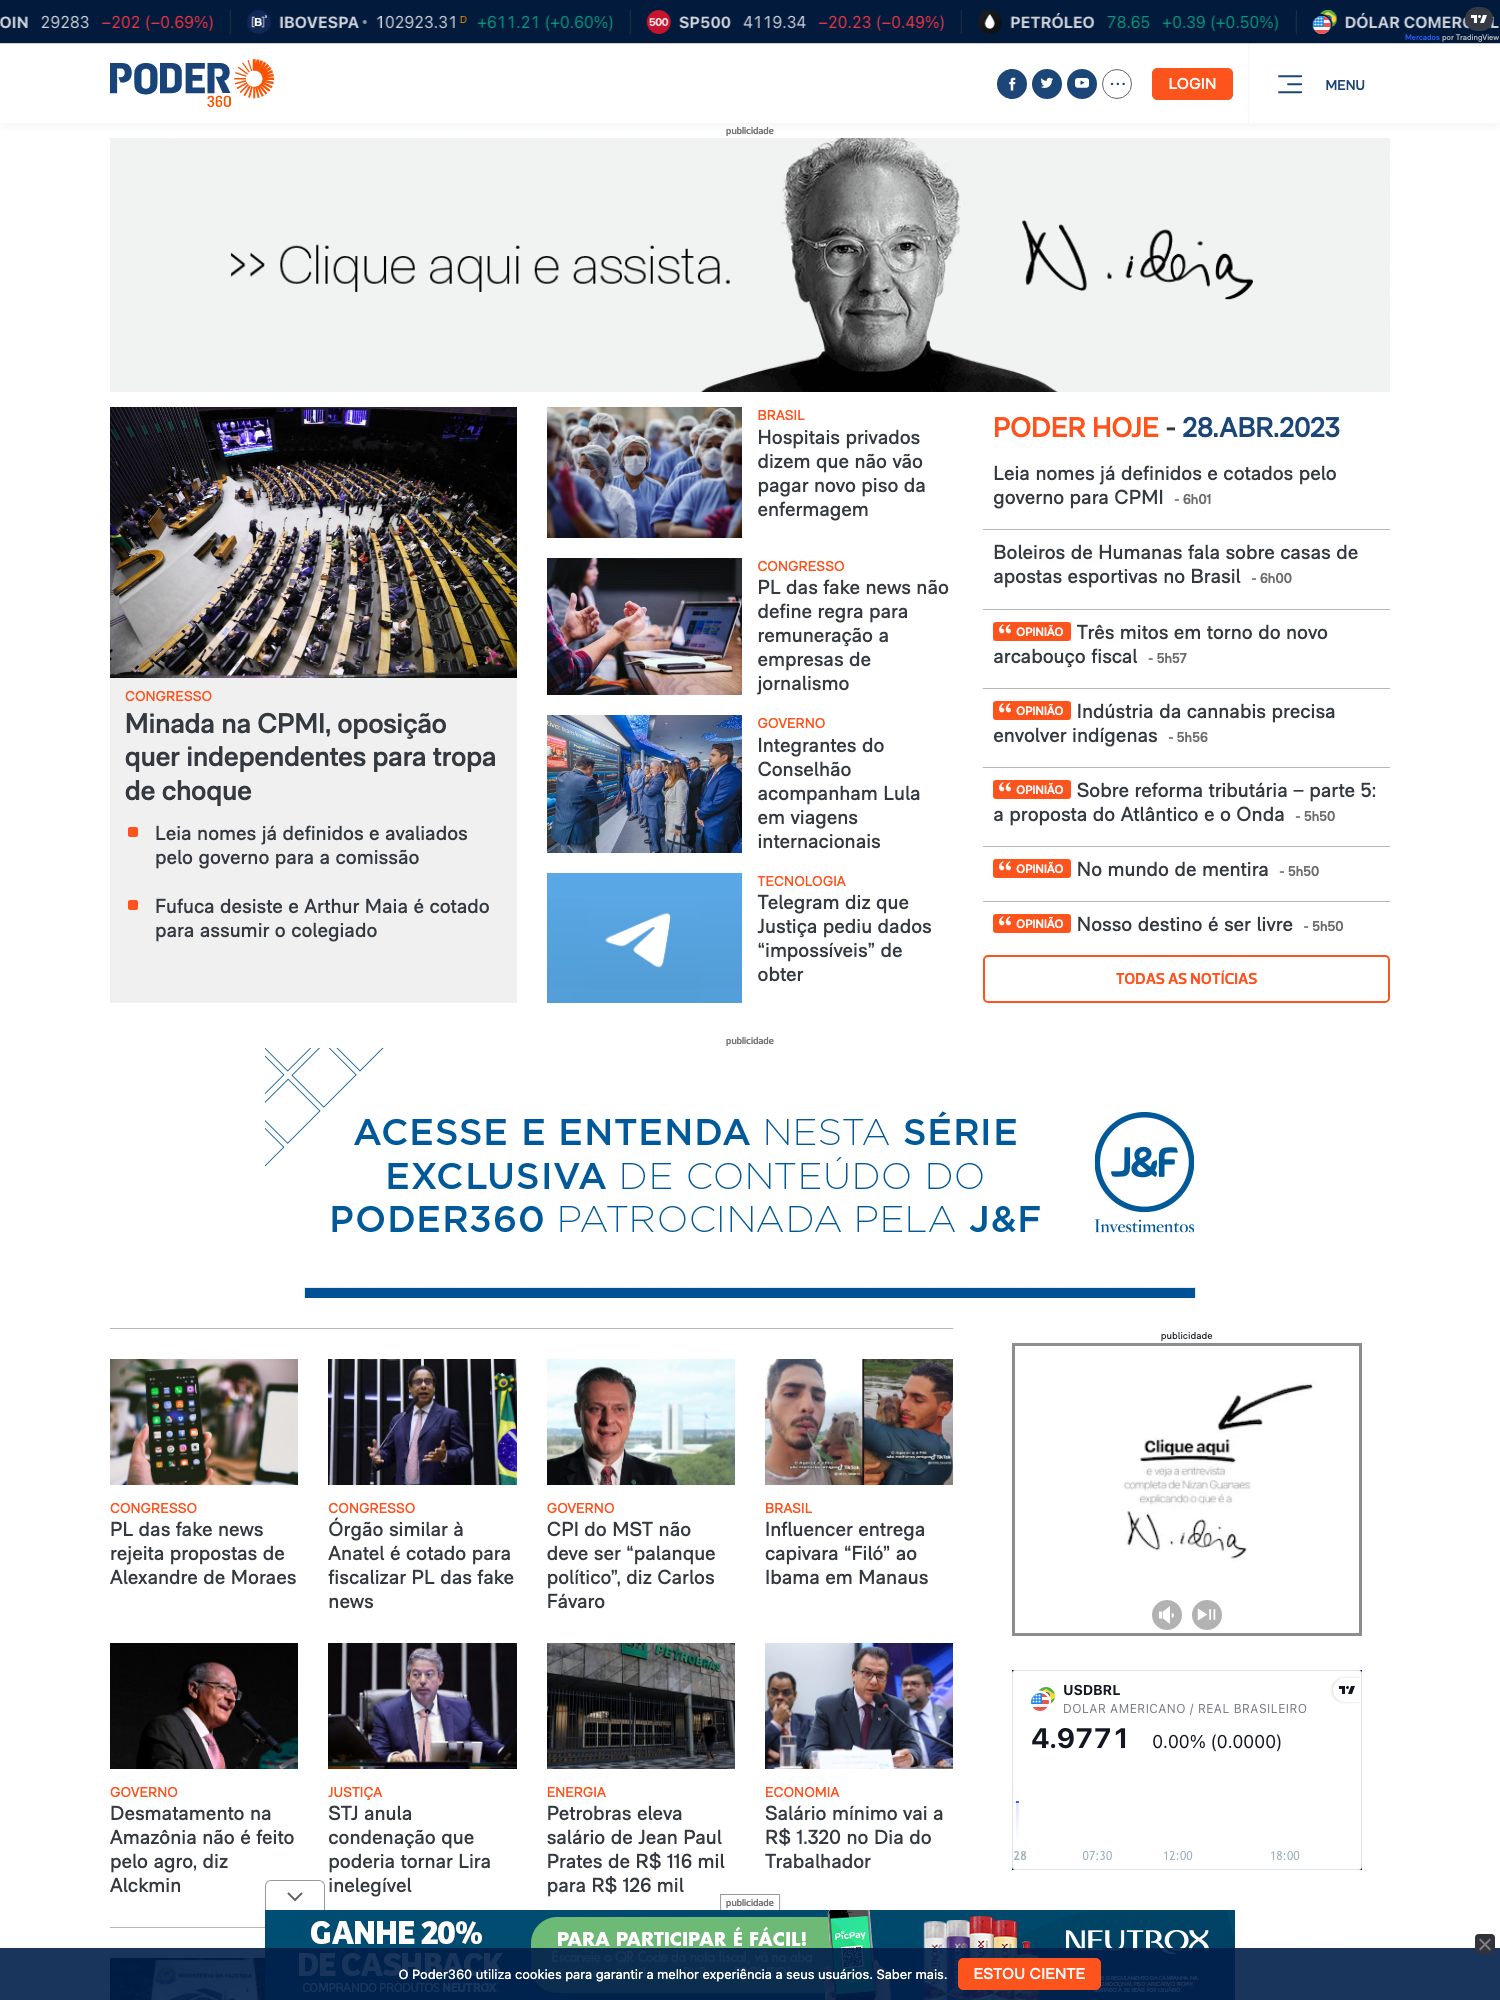 OIN 29283 −202 (−0.69%) IBOVESPA 102923.31 D +611.21 (+0.60%) 500 SP500 4119.34 −20.23 (−0.49%) PETRÓLEO 78.65 +0.39 (+0.50%) DÓLAR COMERCIAL
Mercados por TradingView
PODER
360
LOGIN
MENU
publicidade
>> Clique aqui e assista.
N.ideias
CONGRESSO
Minada na CPMI, oposição
quer independentes para tropa
de choque
Leia nomes já definidos e avaliados
pelo governo para a comissão
Fufuca desiste e Arthur Maia é cotado
para assumir o colegiado
BRASIL
Hospitais privados
dizem que não vão
pagar novo piso da
enfermagem
CONGRESSO
PL das fake news não
define regra para
remuneração a
empresas de
jornalismo
GOVERNO
Integrantes do
Conselhão
acompanham Lula
em viagens
internacionais
TECNOLOGIA
Telegram diz que
Justiça pediu dados
“impossíveis” de
obter
PODER HOJE - 28.ABR.2023
Leia nomes já definidos e cotados pelo
governo para CPMI - 6h01
Boleiros de Humanas fala sobre casas de
apostas esportivas no Brasil - 6h00
“ OPINIÃO Três mitos em torno do novo
arcabouço fiscal - 5h57
“ OPINIÃO Indústria da cannabis precisa
envolver indígenas - 5h56
“ OPINIÃO Sobre reforma tributária – parte 5:
a proposta do Atlântico e o Onda - 5h50
“ OPINIÃO No mundo de mentira - 5h50
“ OPINIÃO Nosso destino é ser livre - 5h50
TODAS AS NOTÍCIAS
publicidade
ACESSE E ENTENDA NESTA SÉRIE
EXCLUSIVA DE CONTEÚDO DO
PODER360 PATROCINADA PELA J&F
J&F
Investimentos
CONGRESSO
PL das fake news
rejeita propostas de
Alexandre de Moraes
CONGRESSO
Órgão similar à
Anatel é cotado para
fiscalizar PL das fake
news
GOVERNO
CPI do MST não
deve ser “palanque
político”, diz Carlos
Fávaro
BRASIL
Influencer entrega
capivara “Filó” ao
Ibama em Manaus
publicidade
Clique aqui
e veja a entrevista
completa de Nizan Guanaes
explicando o que é a
N.ideias
PETROBRAS
GOVERNO
Desmatamento na
Amazônia não é feito
pelo agro, diz
Alckmin
JUSTIÇA
STJ anula
condenação que
poderia tornar Lira
inelegível
ENERGIA
Petrobras eleva
salário de Jean Paul
Prates de R$ 116 mil
para R$ 126 mil
ECONOMIA
Salário mínimo vai a
R$ 1.320 no Dia do
Trabalhador
USDBRL
DOLAR AMERICANO / REAL BRASILEIRO
4.9771 0.00% (0.0000)
28 07:30 12:00 18:00
publicidade
GANHE 20%
DE CASHBACK
COMPRANDO PRODUTOS NEUTROX
PARA PARTICIPAR É FÁCIL!
Escaneie o QR Code da nota fiscal, vá na aba
PicPay
NEUTROX
O Poder360 utiliza cookies para garantir a melhor experiência a seus usuários. Saber mais.
ESTOU CIENTE